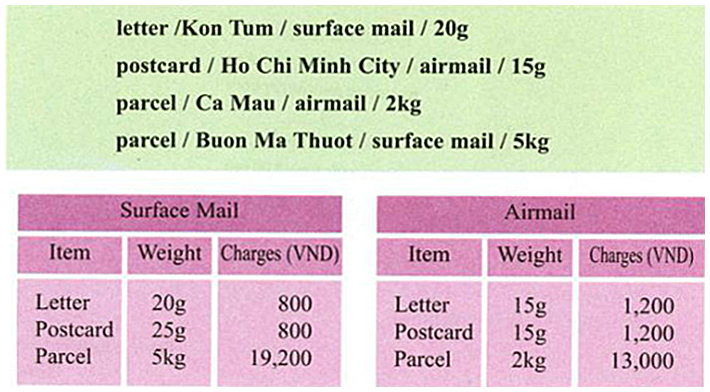 letter /Kon Tum / surface mail / 20g
postcard / Ho Chi Minh City / airmail / 15g
parcel / Ca Mau / airmail / 2kg
parcel / Buon Ma Thuot / surface mail / 5kg
Surface Mail
Item Weight Charges (VND)
Letter 20g 800
Postcard 25g 800
Parcel 5kg 19,200
Airmail
Item Weight Charges (VND)
Letter 15g 1,200
Postcard 15g 1,200
Parcel 2kg 13,000